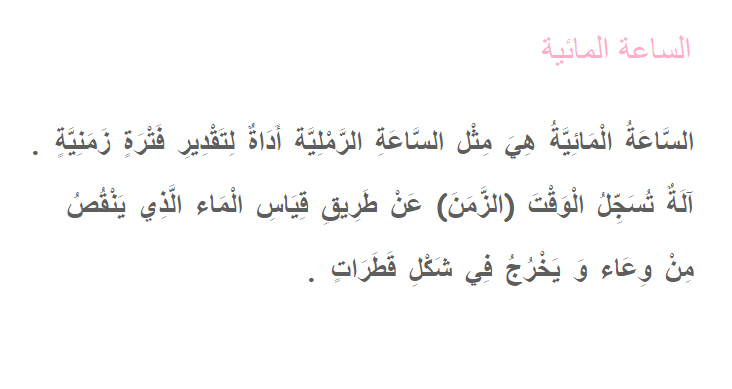 الساعة المائية
السَّاعَةُ الْمَائِيَّةُ هِيَ مِثْل السَّاعَةِ الرَّمْلِيَّة أَدَاةٌ لِتَقْدِيرِ فَتْرَةٍ زَمَنِيَّةٍ .
آلَةٌ تُسَجِّلُ الْوَقْتَ (الزَّمَنَ) عَنْ طَرِيقِ قِيَاسِ الْمَاء الَّذِي يَنْقُصُ
مِنْ وِعَاء وَ يَخْرُجُ فِي شَكْلِ قَطَرَاتٍ .